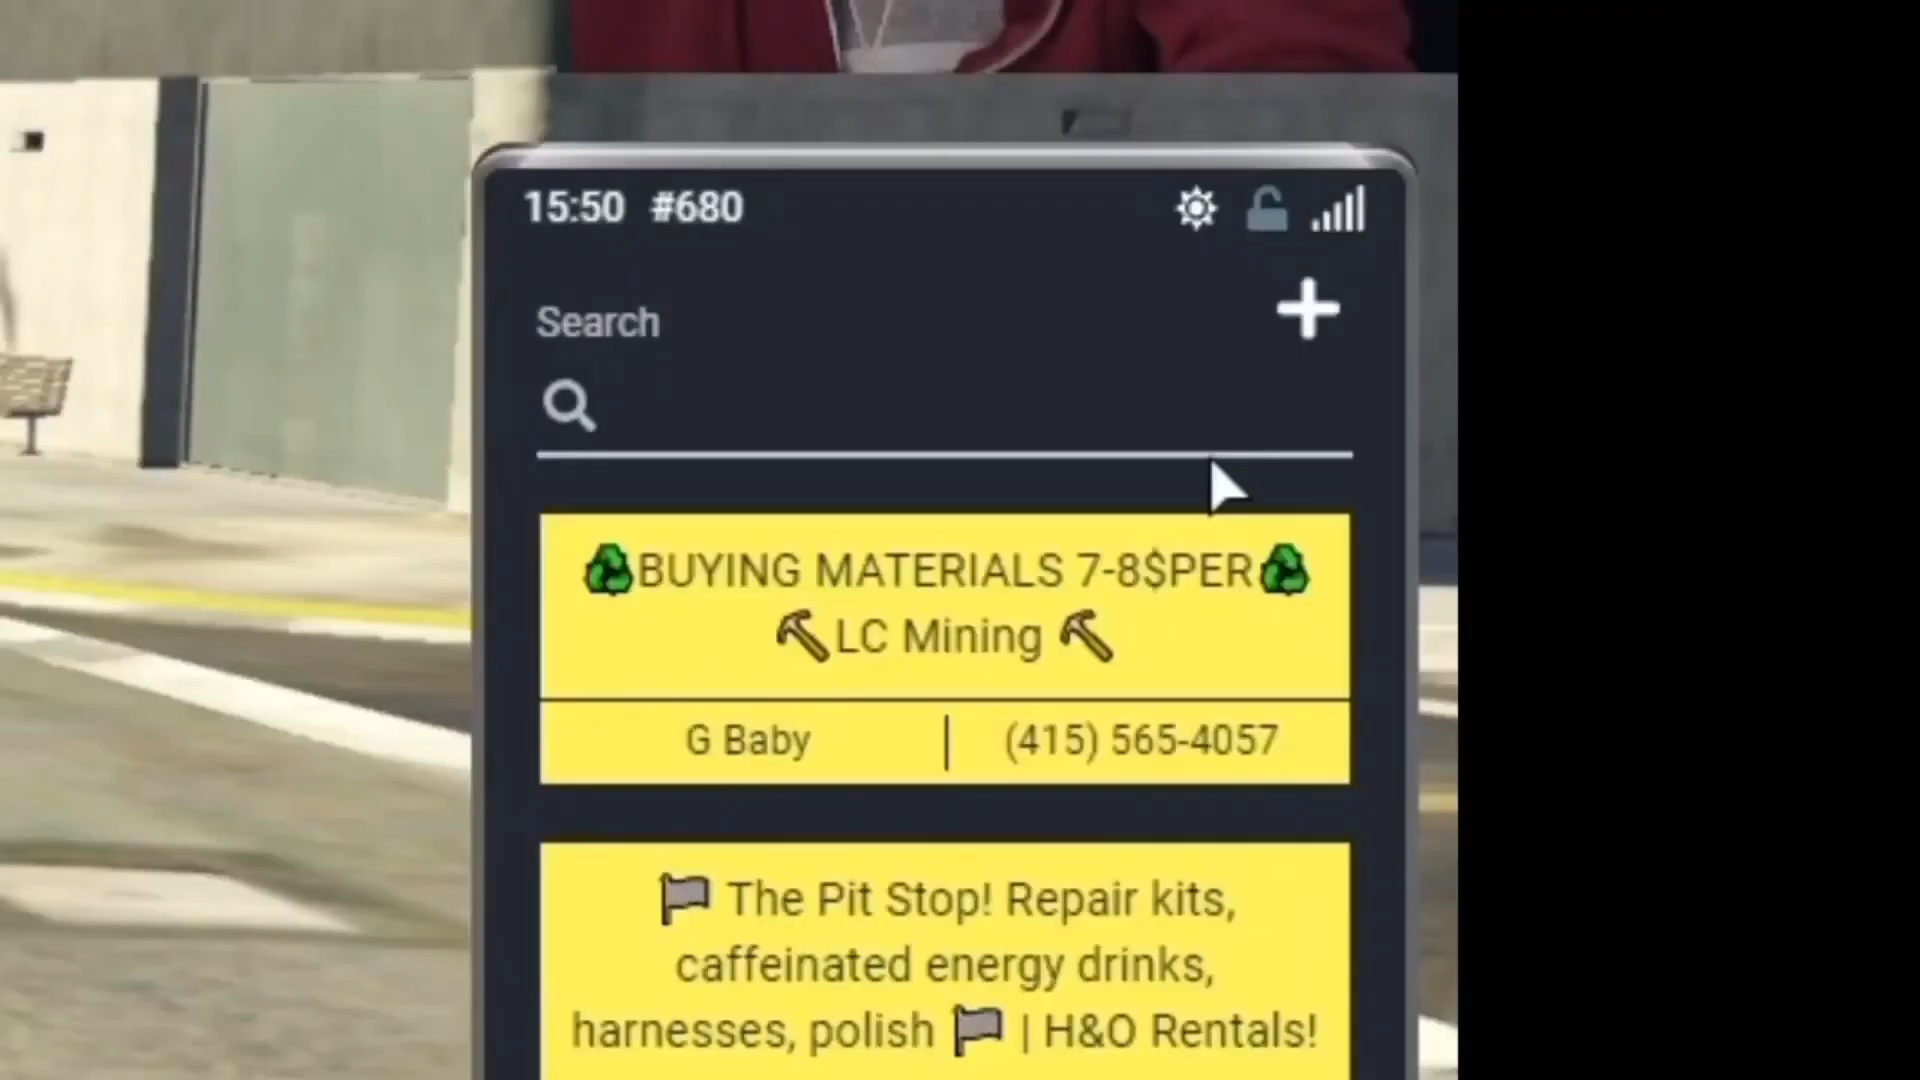 15:50 #680
Search
BUYING MATERIALS 7-8$PER
LC Mining
G Baby | (415) 565-4057
The Pit Stop! Repair kits,
caffeinated energy drinks,
harnesses, polish | H&O Rentals!